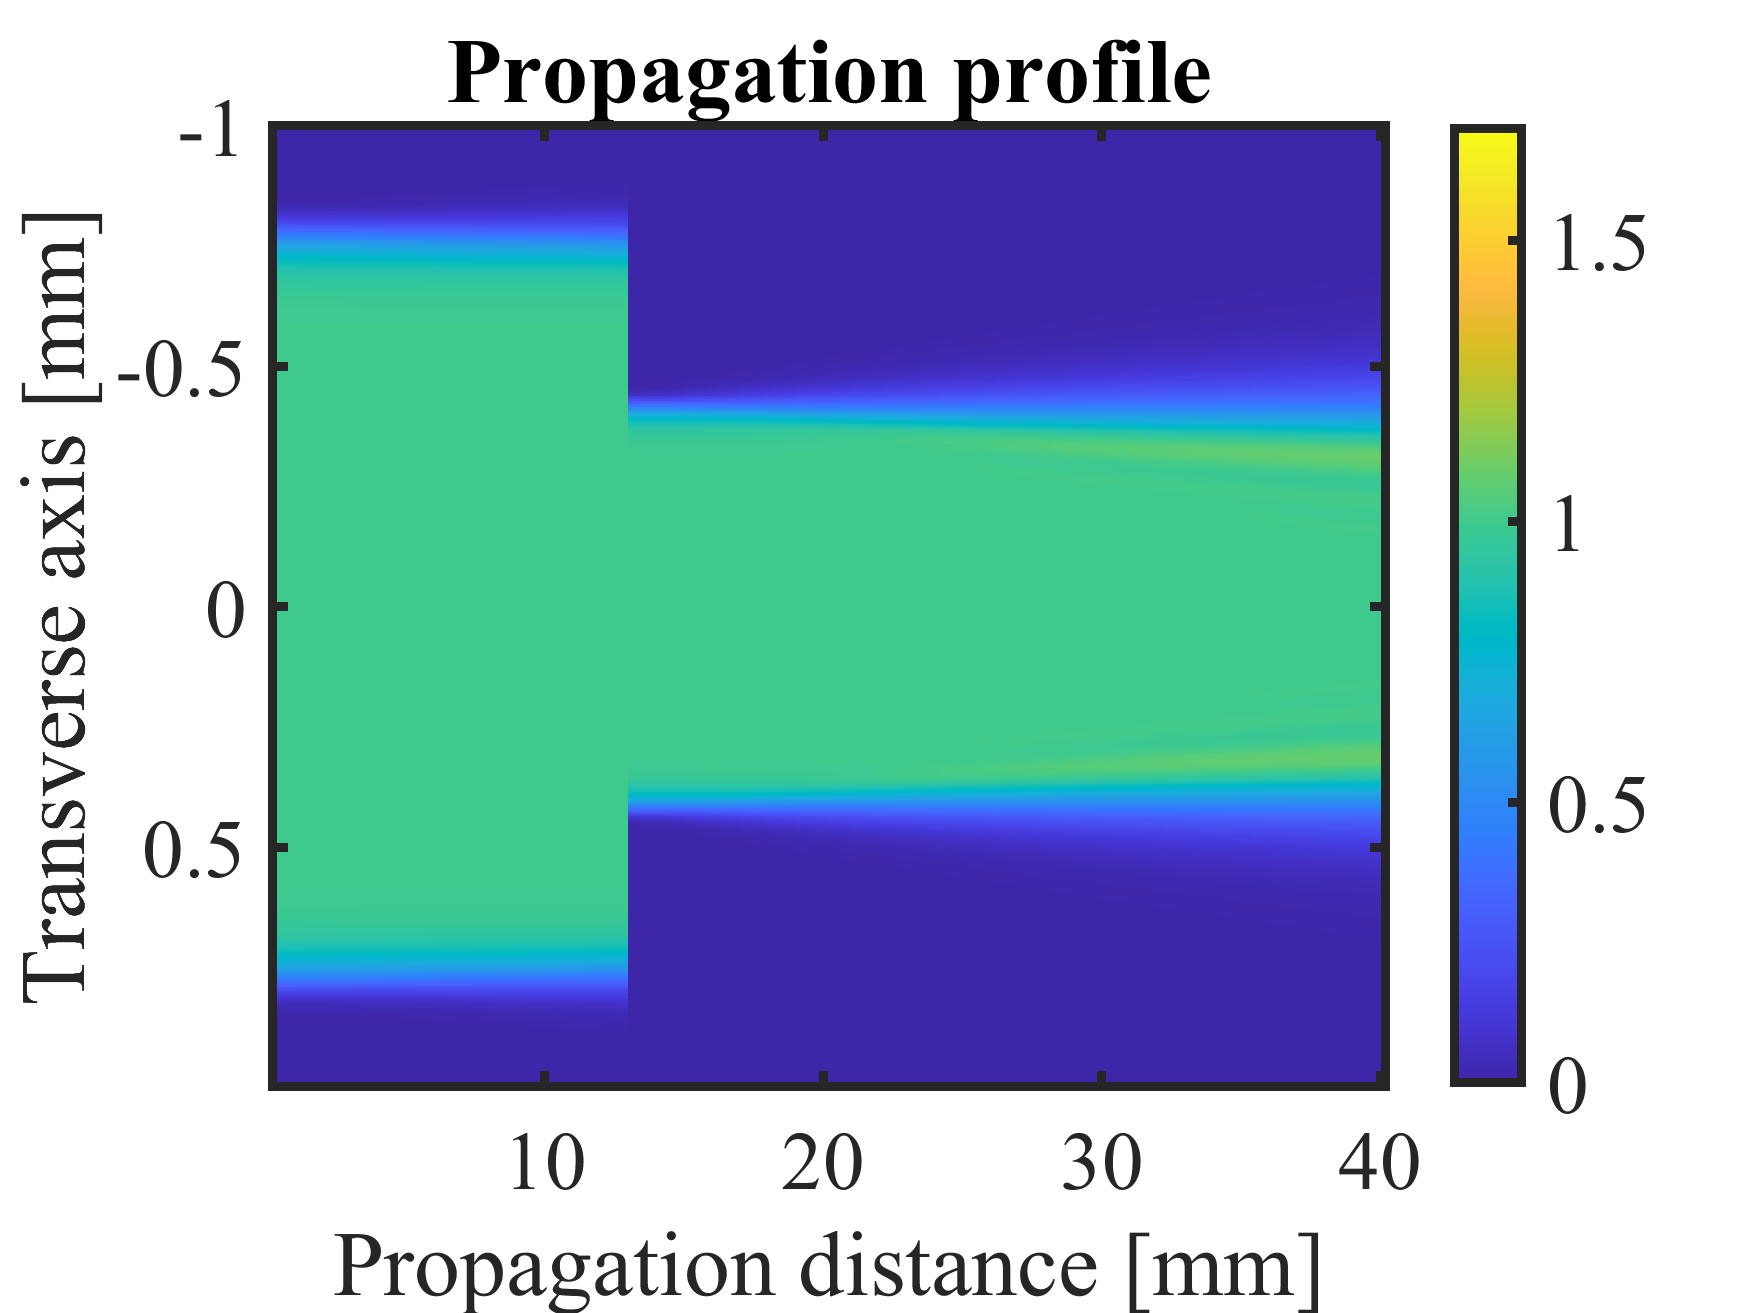 Propagation profile
Transverse axis [mm]
-1
-0.5
0
0.5
10 20 30 40
Propagation distance [mm]
1.5
1
0.5
0